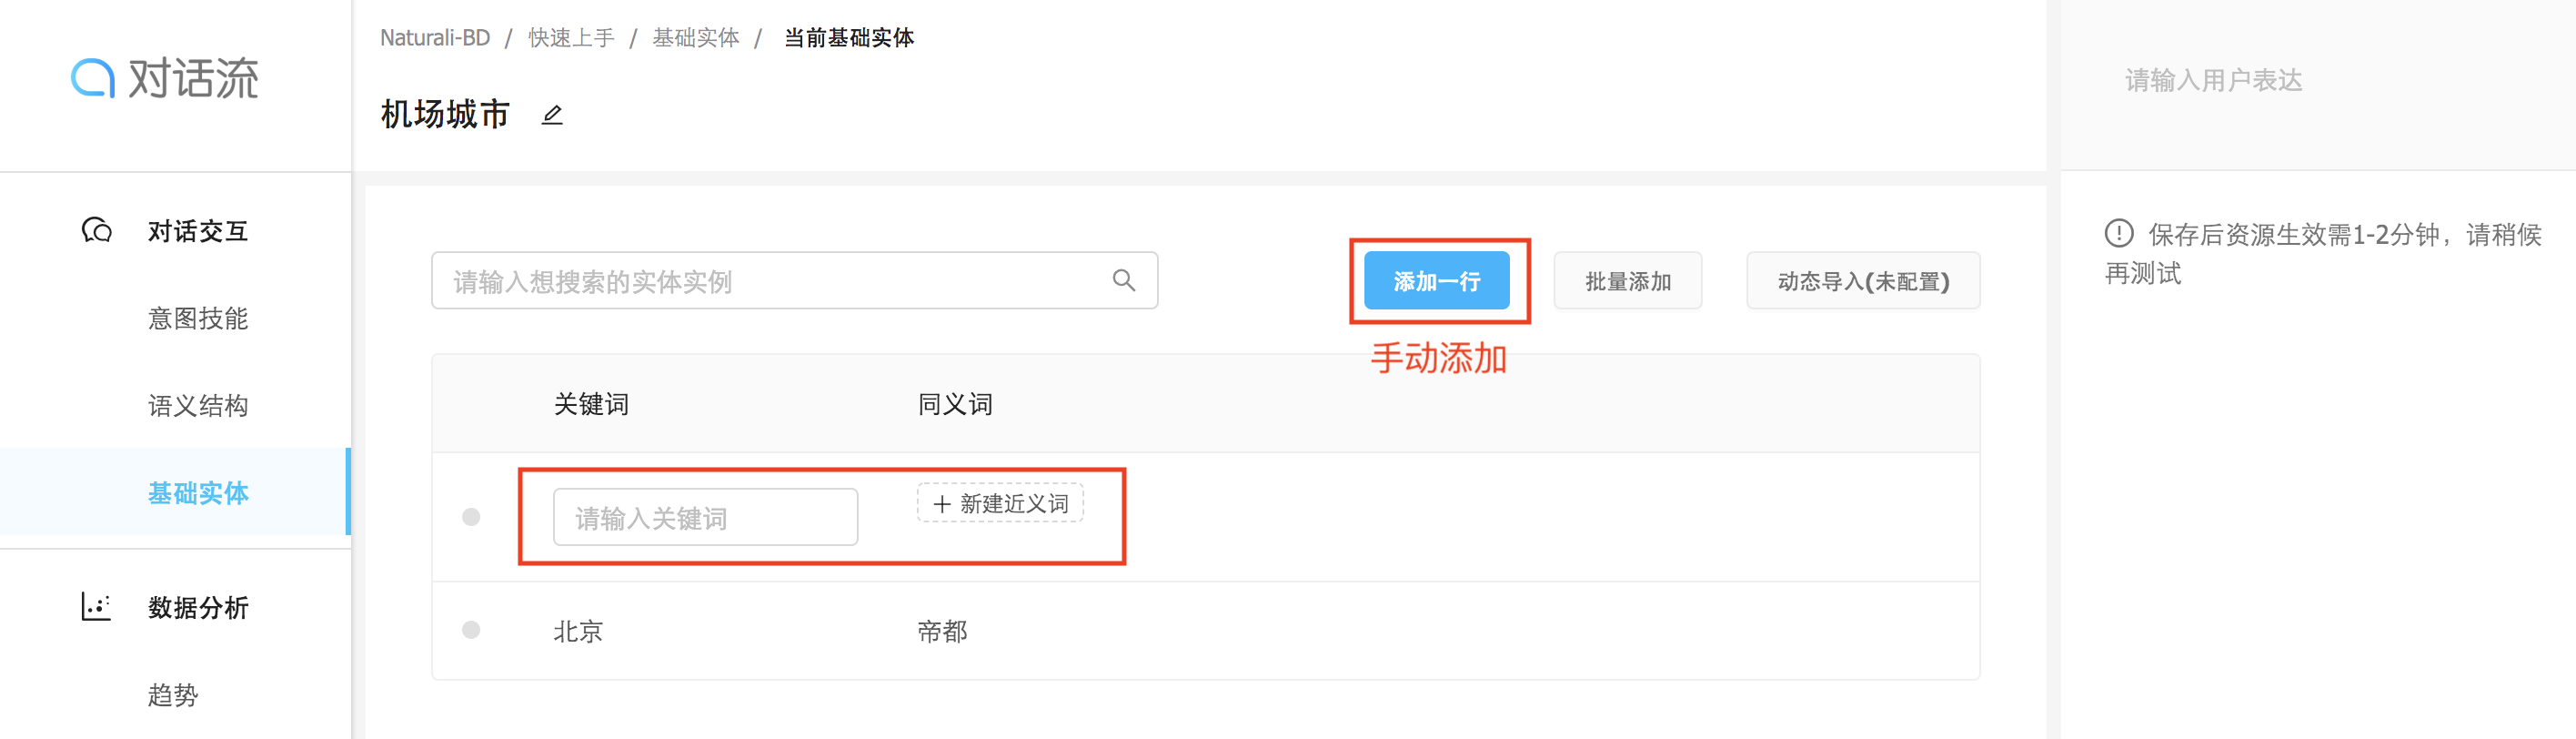 对话流
对话交互
意图技能
语义结构
基础实体
数据分析
趋势
Naturali-BD / 快速上手 / 基础实体 / 当前基础实体
机场城市
请输入想搜索的实体实例
添加一行
批量添加
动态导入(未配置)
手动添加
关键词 同义词
请输入关键词
+ 新建近义词
北京 帝都
请输入用户表达
保存后资源生效需1-2分钟，请稍候
再测试